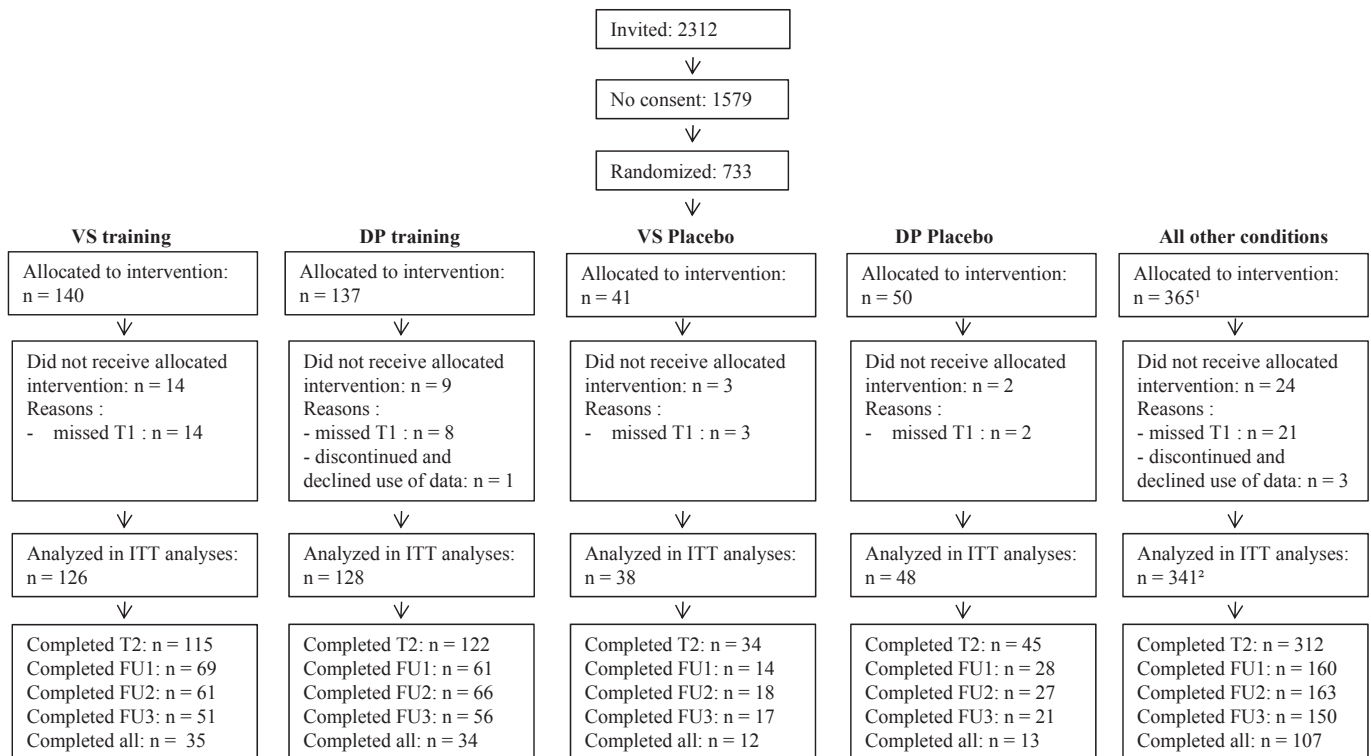 Invited: 2312
No consent: 1579
Randomized: 733
VS training
Allocated to intervention:
n = 140
Did not receive allocated
intervention: n = 14
Reasons :
- missed T1 : n = 14
Analyzed in ITT analyses:
n = 126
Completed T2: n = 115
Completed FU1: n = 69
Completed FU2: n = 61
Completed FU3: n = 51
Completed all: n = 35
DP training
Allocated to intervention:
n = 137
Did not receive allocated
intervention: n = 9
Reasons :
- missed T1 : n = 8
- discontinued and
declined use of data: n = 1
Analyzed in ITT analyses:
n = 128
Completed T2: n = 122
Completed FU1: n = 61
Completed FU2: n = 66
Completed FU3: n = 56
Completed all: n = 34
VS Placebo
Allocated to intervention:
n = 41
Did not receive allocated
intervention: n = 3
Reasons :
- missed T1 : n = 3
Analyzed in ITT analyses:
n = 38
Completed T2: n = 34
Completed FU1: n = 14
Completed FU2: n = 18
Completed FU3: n = 17
Completed all: n = 12
DP Placebo
Allocated to intervention:
n = 50
Did not receive allocated
intervention: n = 2
Reasons :
- missed T1 : n = 2
Analyzed in ITT analyses:
n = 48
Completed T2: n = 45
Completed FU1: n = 28
Completed FU2: n = 27
Completed FU3: n = 21
Completed all: n = 13
All other conditions
Allocated to intervention:
n = 365¹
Did not receive allocated
intervention: n = 24
Reasons :
- missed T1 : n = 21
- discontinued and
declined use of data: n = 3
Analyzed in ITT analyses:
n = 341²
Completed T2: n = 312
Completed FU1: n = 160
Completed FU2: n = 163
Completed FU3: n = 150
Completed all: n = 107